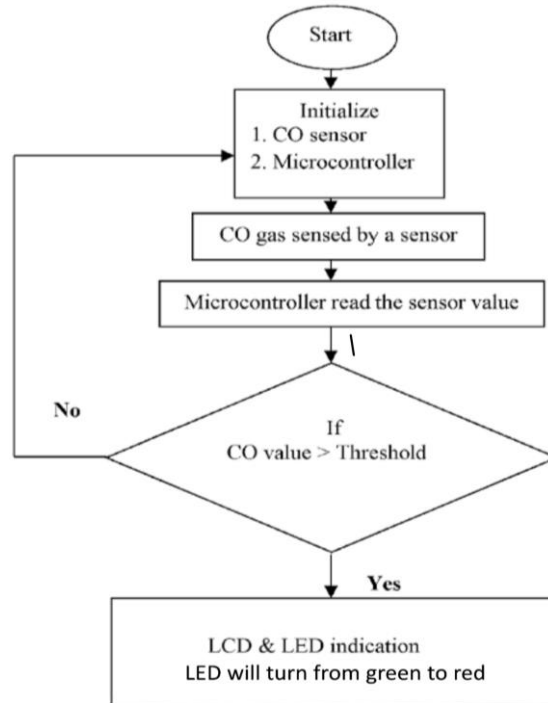 Start
Initialize
1. CO sensor
2. Microcontroller
CO gas sensed by a sensor
Microcontroller read the sensor value
If
CO value > Threshold
No
Yes
LCD & LED indication
LED will turn from green to red